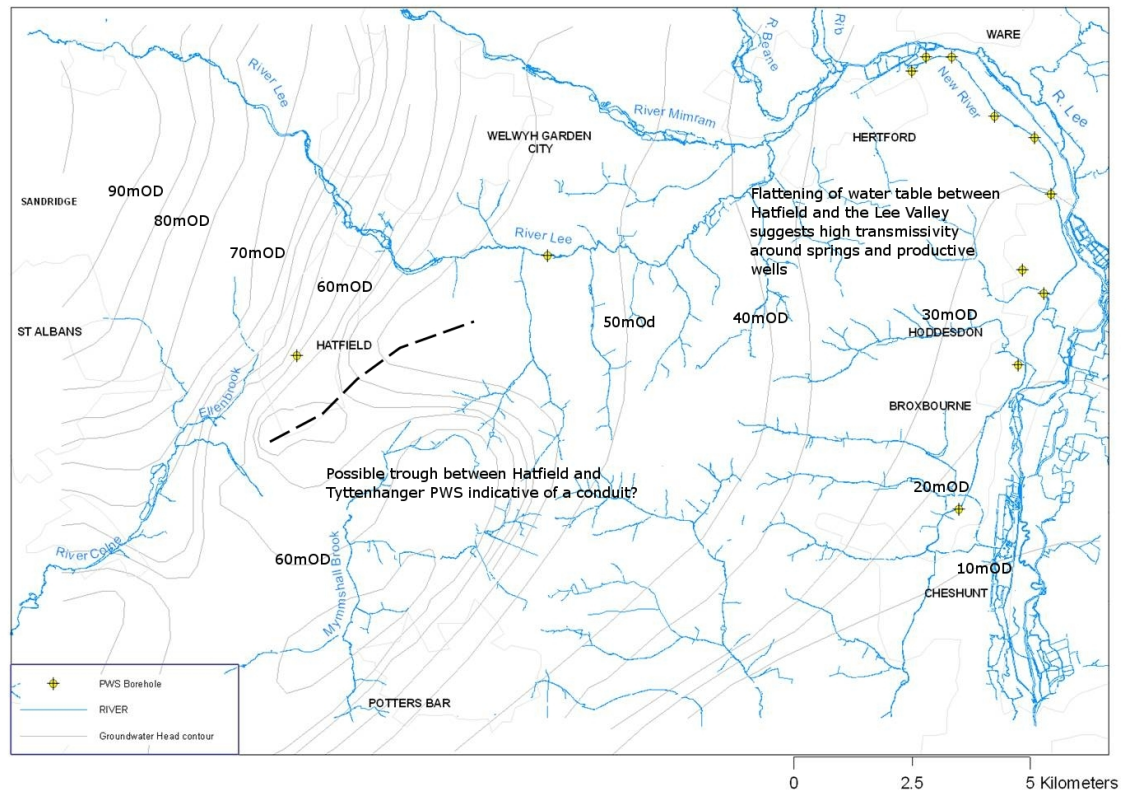 WARE
River Lee
R. Beane
Rib
New River
R. Lee
River Mimram
WELWYH GARDEN
CITY
HERTFORD
SANDRIDGE
90mOD
80mOD
70mOD
60mOD
Flattening of water table between
Hatfield and the Lee Valley
suggests high transmissivity
around springs and productive
wells
River Lee
ST ALBANS
HATFIELD
50mOd
40mOD
30mOD
HODDESDON
Ellenbrook
BROXBOURNE
Possible trough between Hatfield and
Tyttenhanger PWS indicative of a conduit?
20mOD
River Colne
60mOD
Mymmshall Brook
10mOD
CHESHUNT
POTTERS BAR
PWS Borehole
RIVER
Groundwater Head contour
0 2.5 5 Kilometers